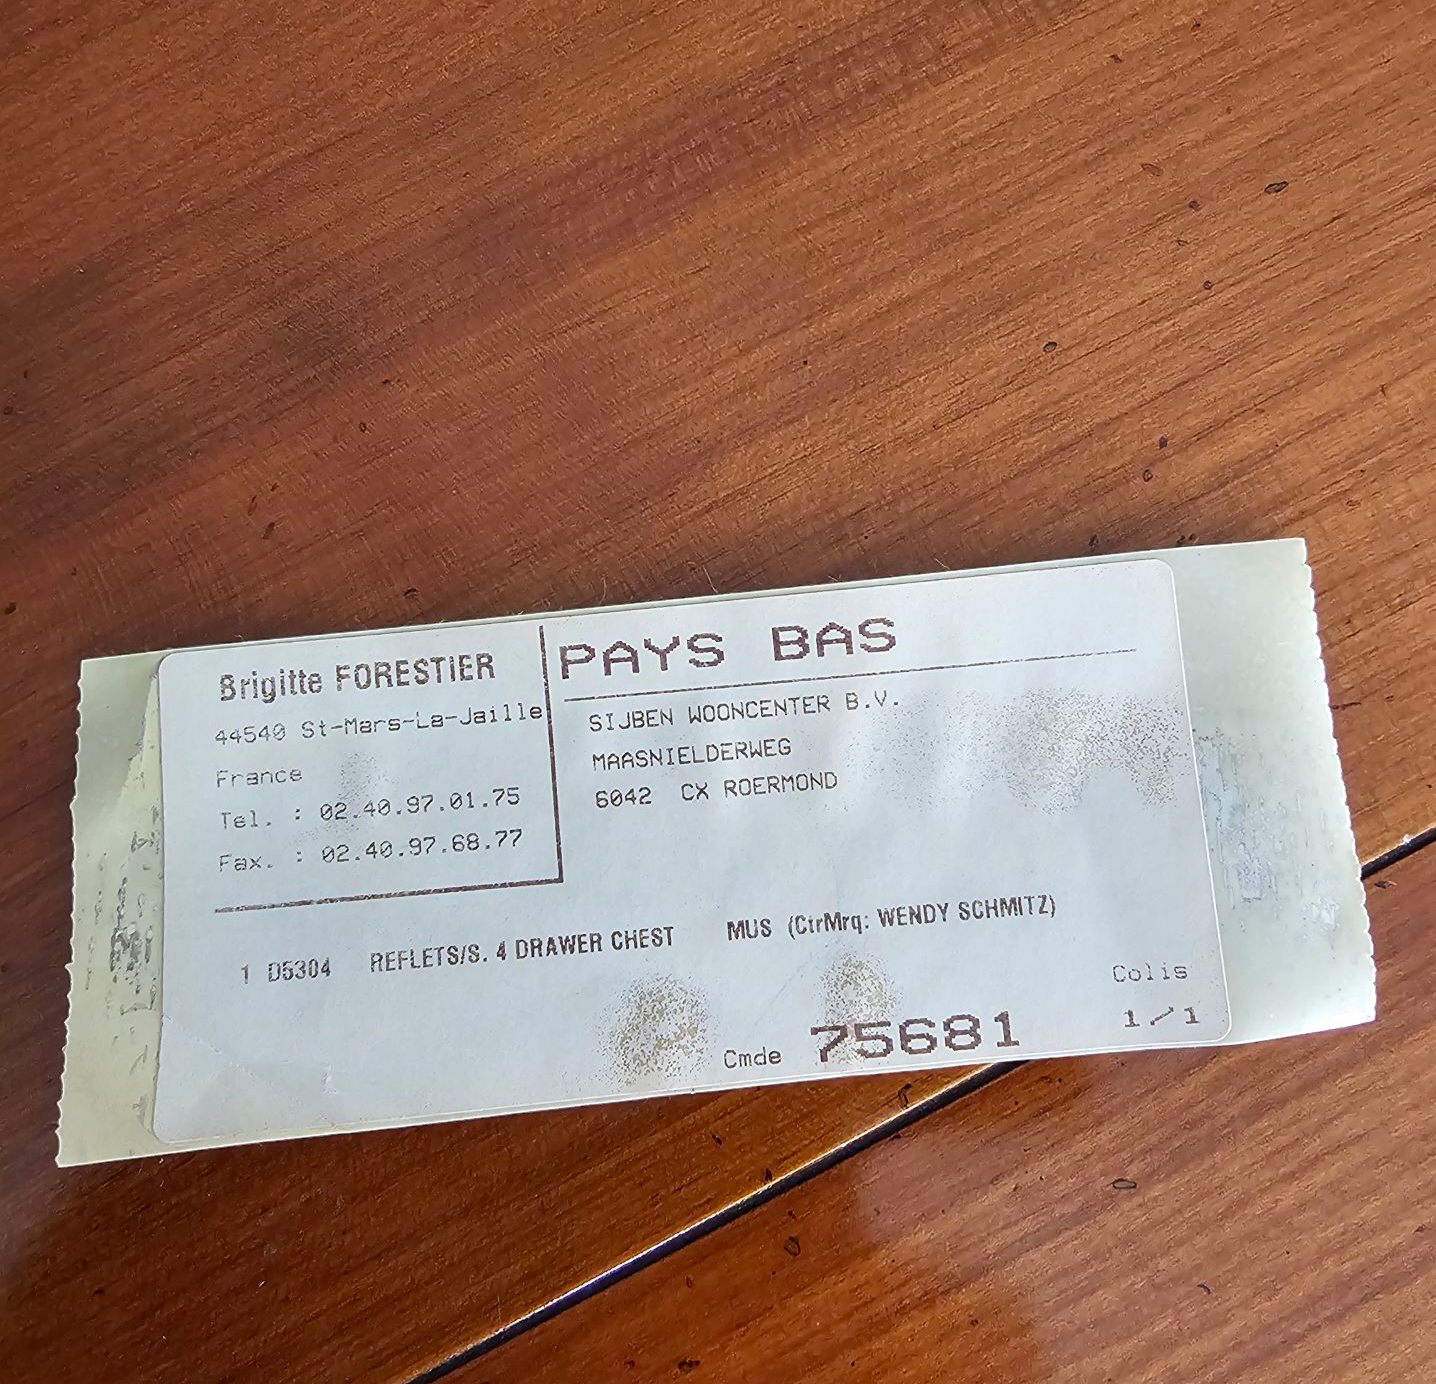 Brigitte FORESTIER
44540 St-Mars-La-Jaille
France
Tel. : 02.40.97.01.75
Fax. : 02.40.97.68.77
PAYS BAS
SIJBEN WOONCENTER B.V.
MAASNIELDERWEG
6042 CX ROERMOND
1 D5304 REFLETS/S. 4 DRAWER CHEST MUS (CtrMrq: WENDY SCHMITZ)
Colis
1/1
Cmde 75681